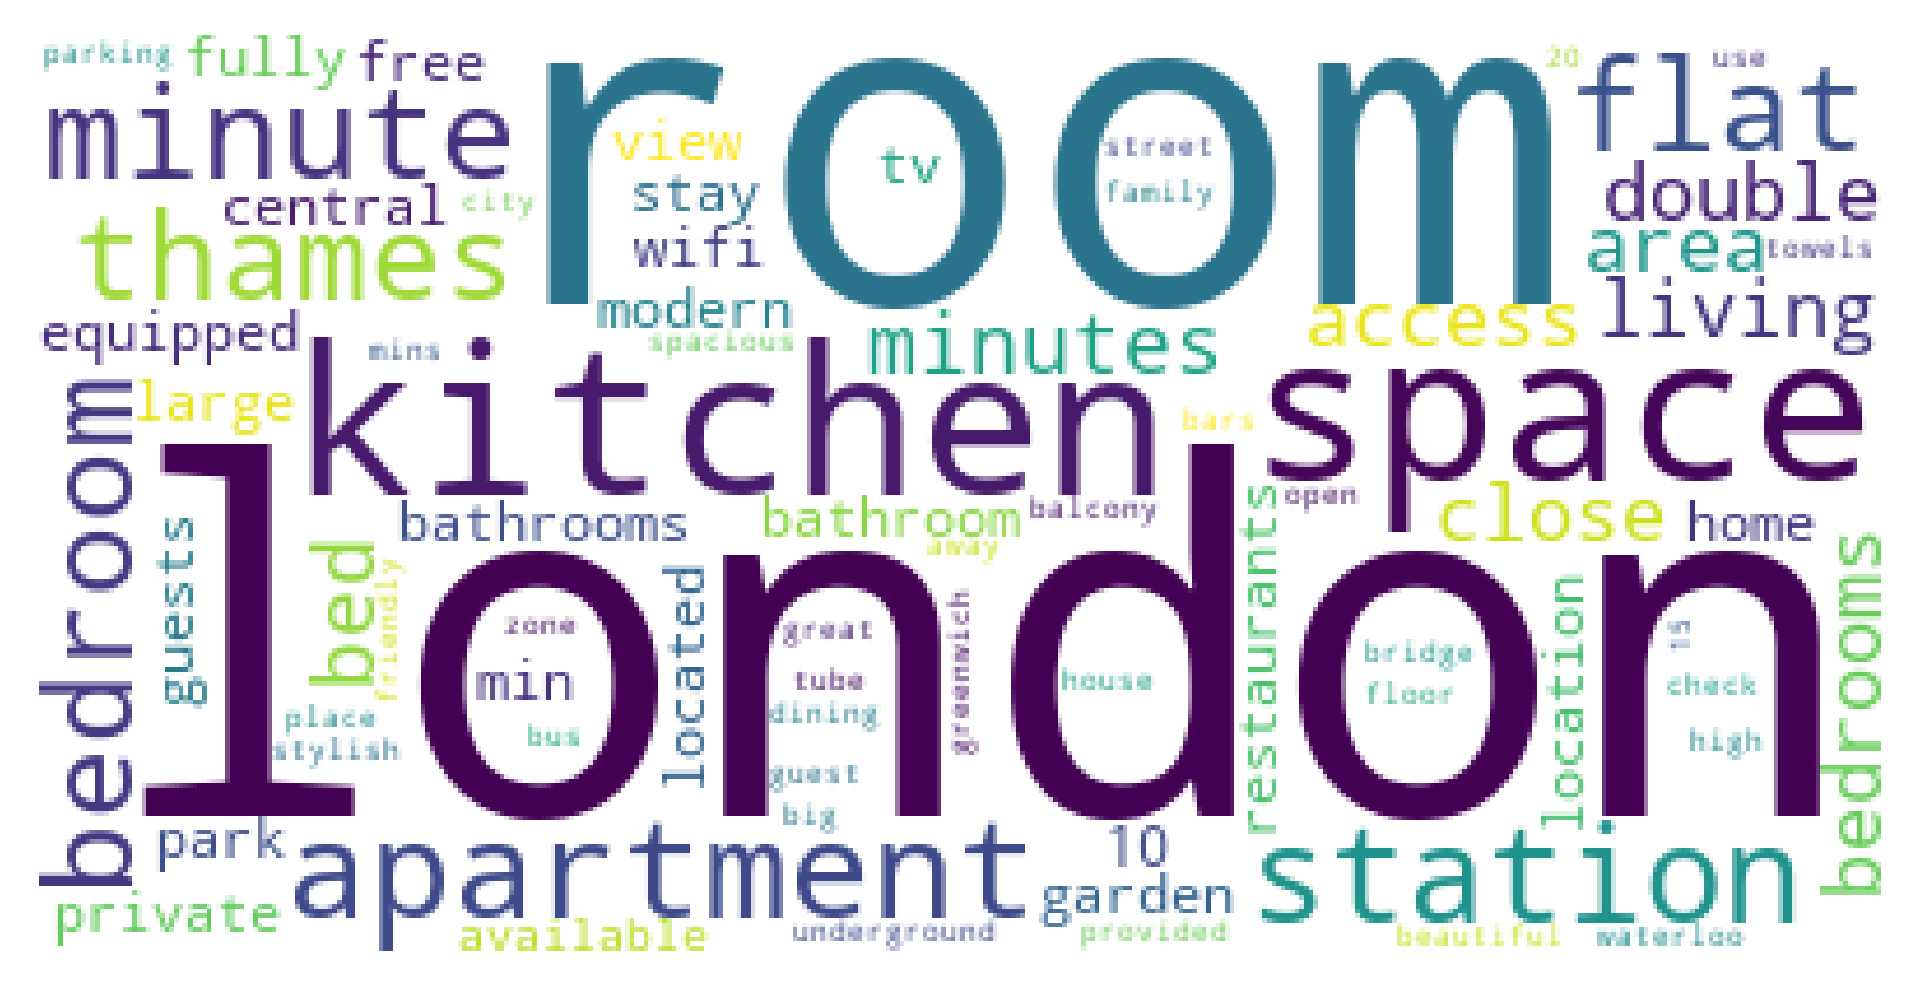 parking fully free
minute
central city
thames
room
view
stay
wifi
modern
spacious
tv
street
family
20
flat
use
double
area
towels
living
access
equipped
mins
minutes
kitchen
space
large
bedroom
bars
bathrooms
bathroom
balcony
away
open
close
home
guests
bed
friendly
london
zone
min
bus
place
stylish
located
great
tube
dining
guest
big
greenwich
house
restaurants
bridge
floor
location
15
check
high
bedrooms
park
private
apartment
available
underground
10
garden
provided
station
beautiful
waterloo